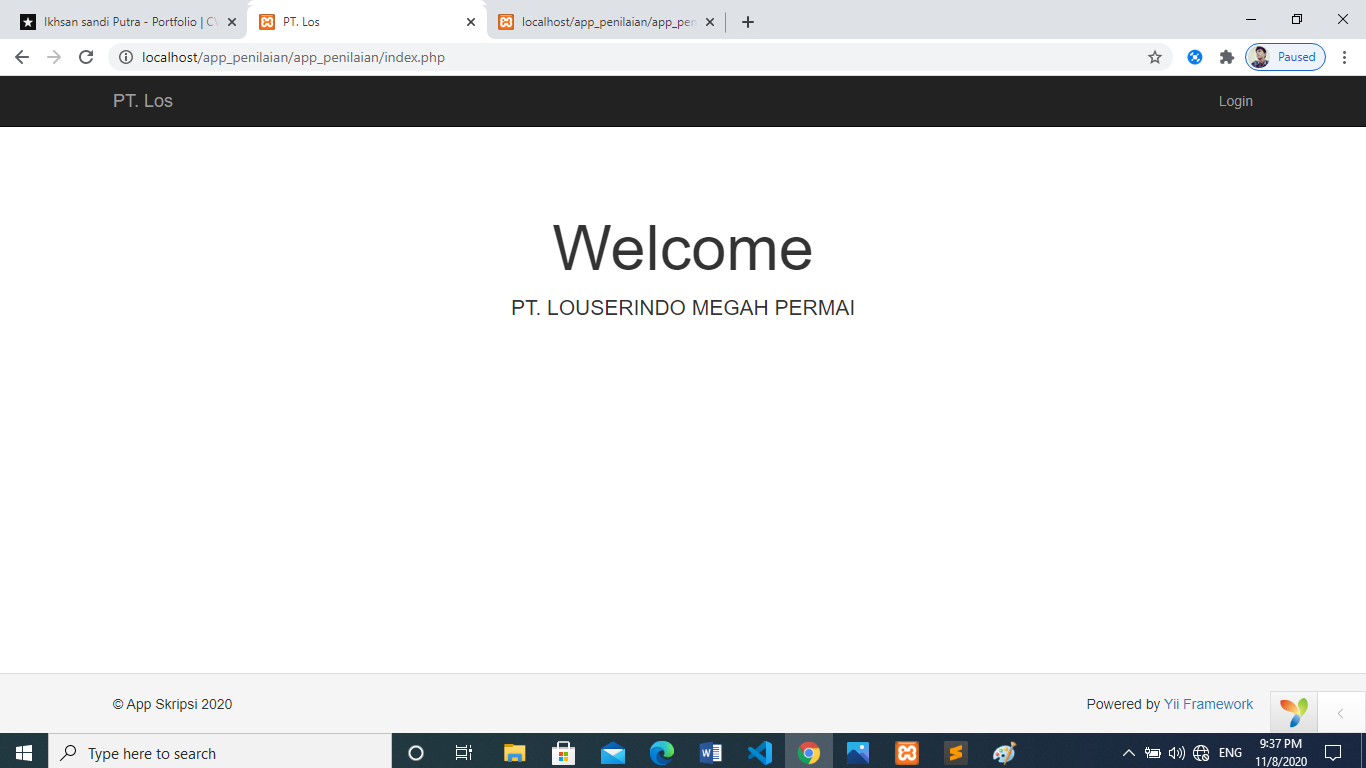 Ikhsan sandi Putra - Portfolio | CV
PT. Los
localhost/app_penilaian/app_pen
localhost/app_penilaian/app_penilaian/index.php
Paused
PT. Los
Login
Welcome
PT. LOUSERINDO MEGAH PERMAI
© App Skripsi 2020
Powered by Yii Framework
Type here to search
ENG
9:37 PM
11/8/2020